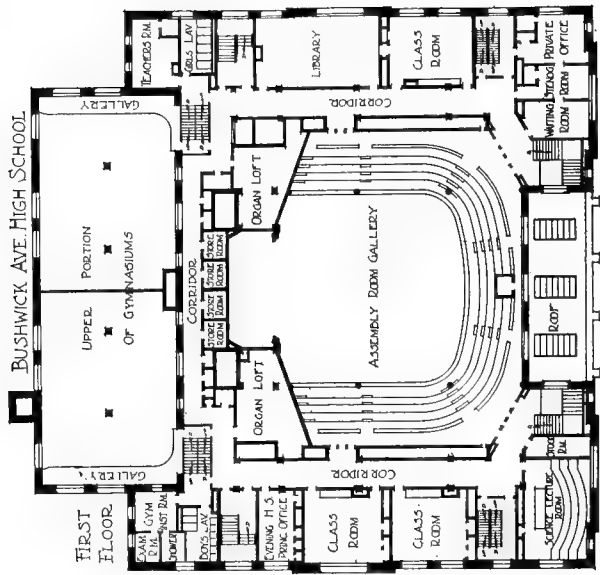 BUSHWICK AVE. HIGH SCHOOL
FIRST
FLOOR
TEACHERS RM.
GIRLS LAV
LIBRARY
CLASS
ROOM
STENOG.
ROOM
PRIVATE
OFFICE
WAITING
ROOM
GALLERY
CORRIDOR
ORGAN LOFT
UPPER PORTION
OF GYMNASIUMS
CORRIDOR
STORE
ROOM
STORE
ROOM
STORE
ROOM
STORE
ROOM
ASSEMBLY ROOM GALLERY
ROOF
ORGAN LOFT
GALLERY
CORRIDOR
STOCK
RM.
EXAM.
RM.
GYM
INST RM.
SHOWER
BOYS LAV
EVENING H.S.
PRINC. OFFICE
CLASS
ROOM
CLASS
ROOM
SCIENCE LECTURE
ROOM